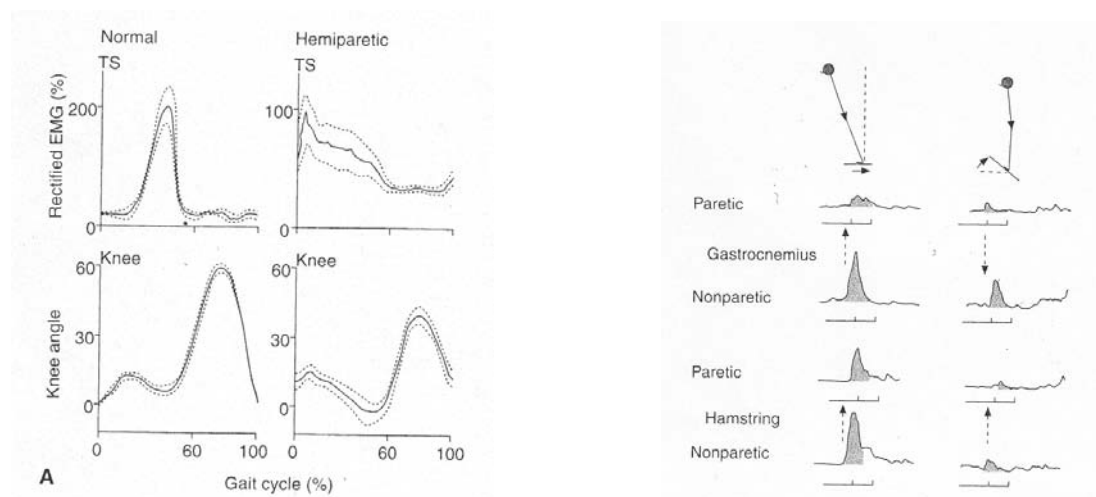 Normal
Hemiparetic
TS
TS
Rectified EMG (%)
200
0
100
0
Knee
Knee
Knee angle
60
30
0
60
30
0
0
60
100
0
60
100
Gait cycle (%)
A
Paretic
Gastrocnemius
Nonparetic
Paretic
Hamstring
Nonparetic